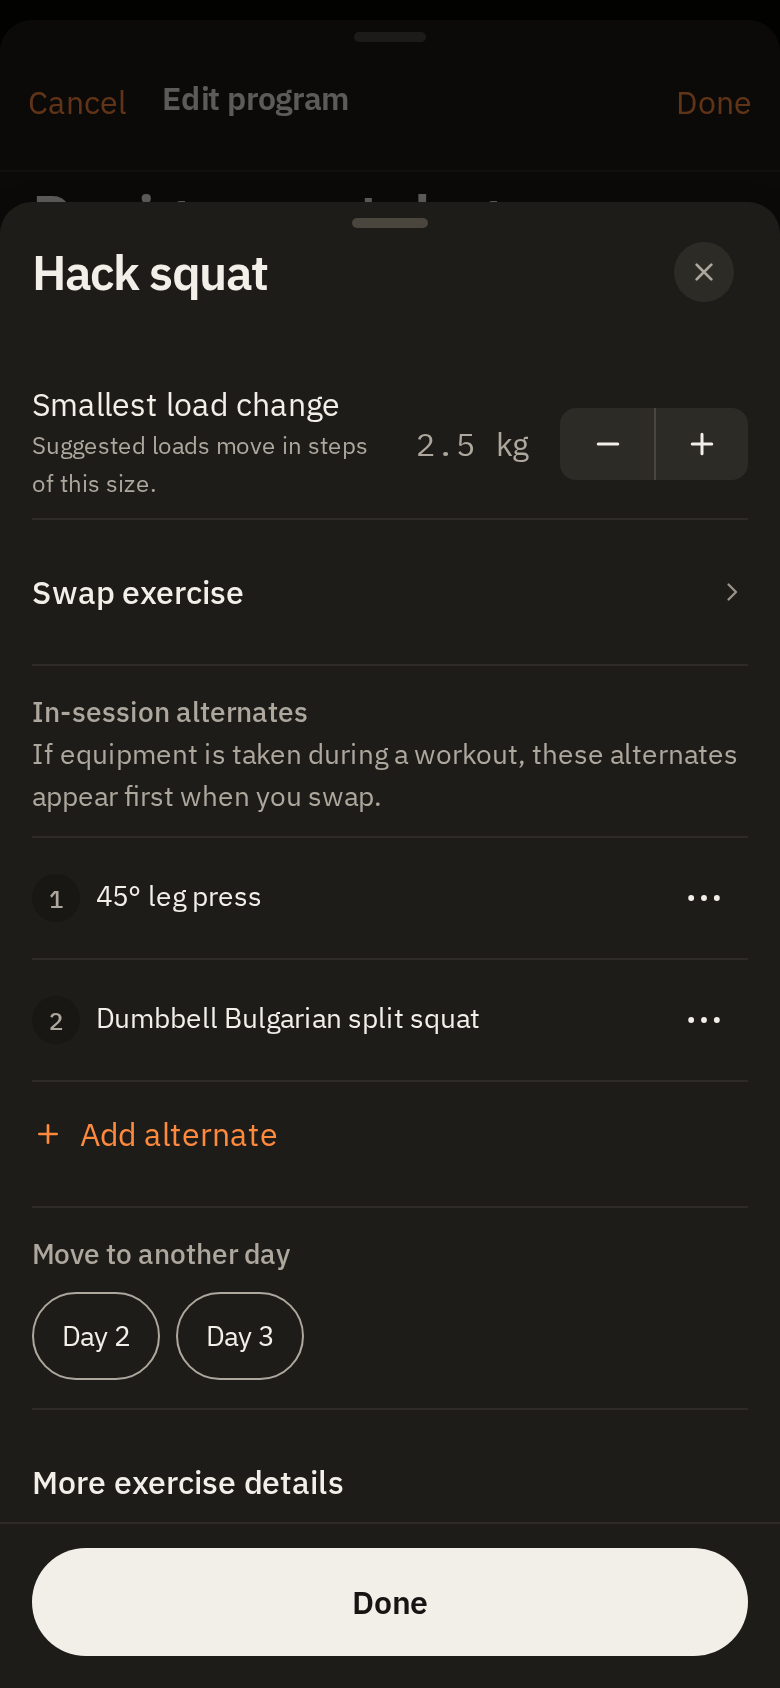 Cancel
Edit program
Done
Hack squat
Smallest load change
Suggested loads move in steps
of this size.
2.5 kg
Swap exercise
In-session alternates
If equipment is taken during a workout, these alternates
appear first when you swap.
1
45° leg press
2
Dumbbell Bulgarian split squat
Add alternate
Move to another day
Day 2
Day 3
More exercise details
Done